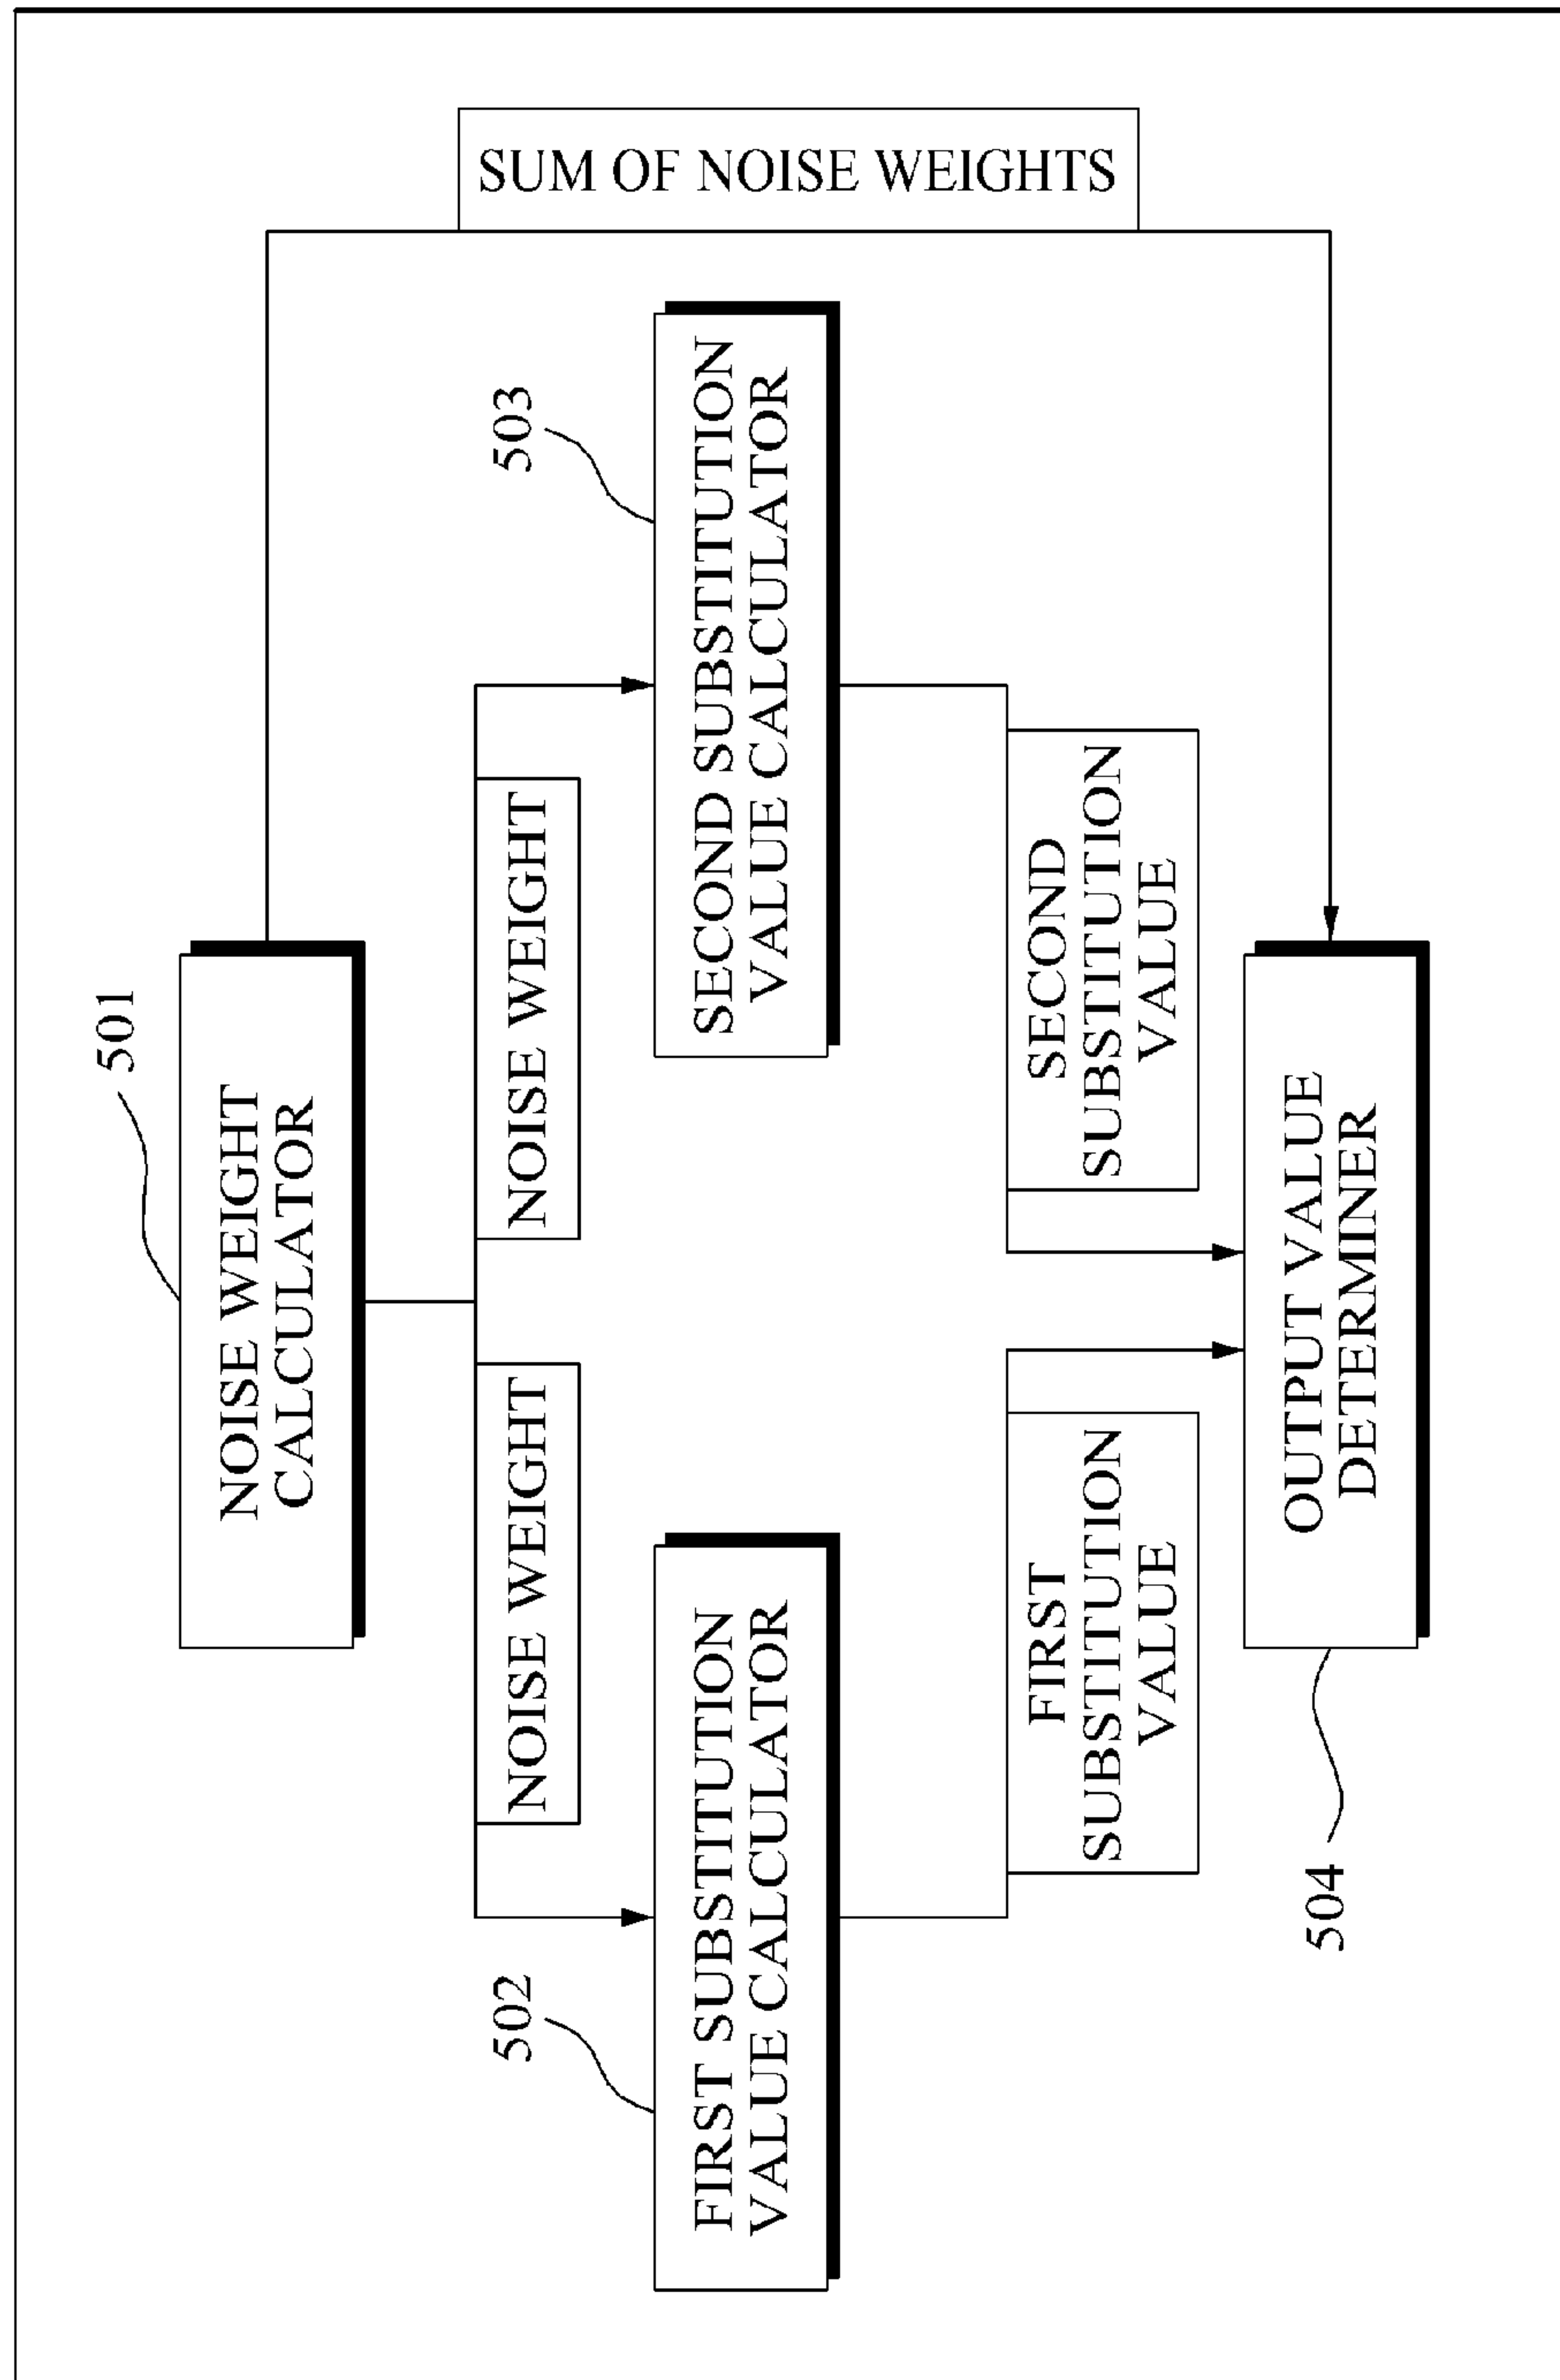 501
NOISE WEIGHT
CALCULATOR
SUM OF NOISE WEIGHTS
NOISE WEIGHT
NOISE WEIGHT
502
FIRST SUBSTITUTION
VALUE CALCULATOR
503
SECOND SUBSTITUTION
VALUE CALCULATOR
FIRST
SUBSTITUTION
VALUE
SECOND
SUBSTITUTION
VALUE
504
OUTPUT VALUE
DETERMINER